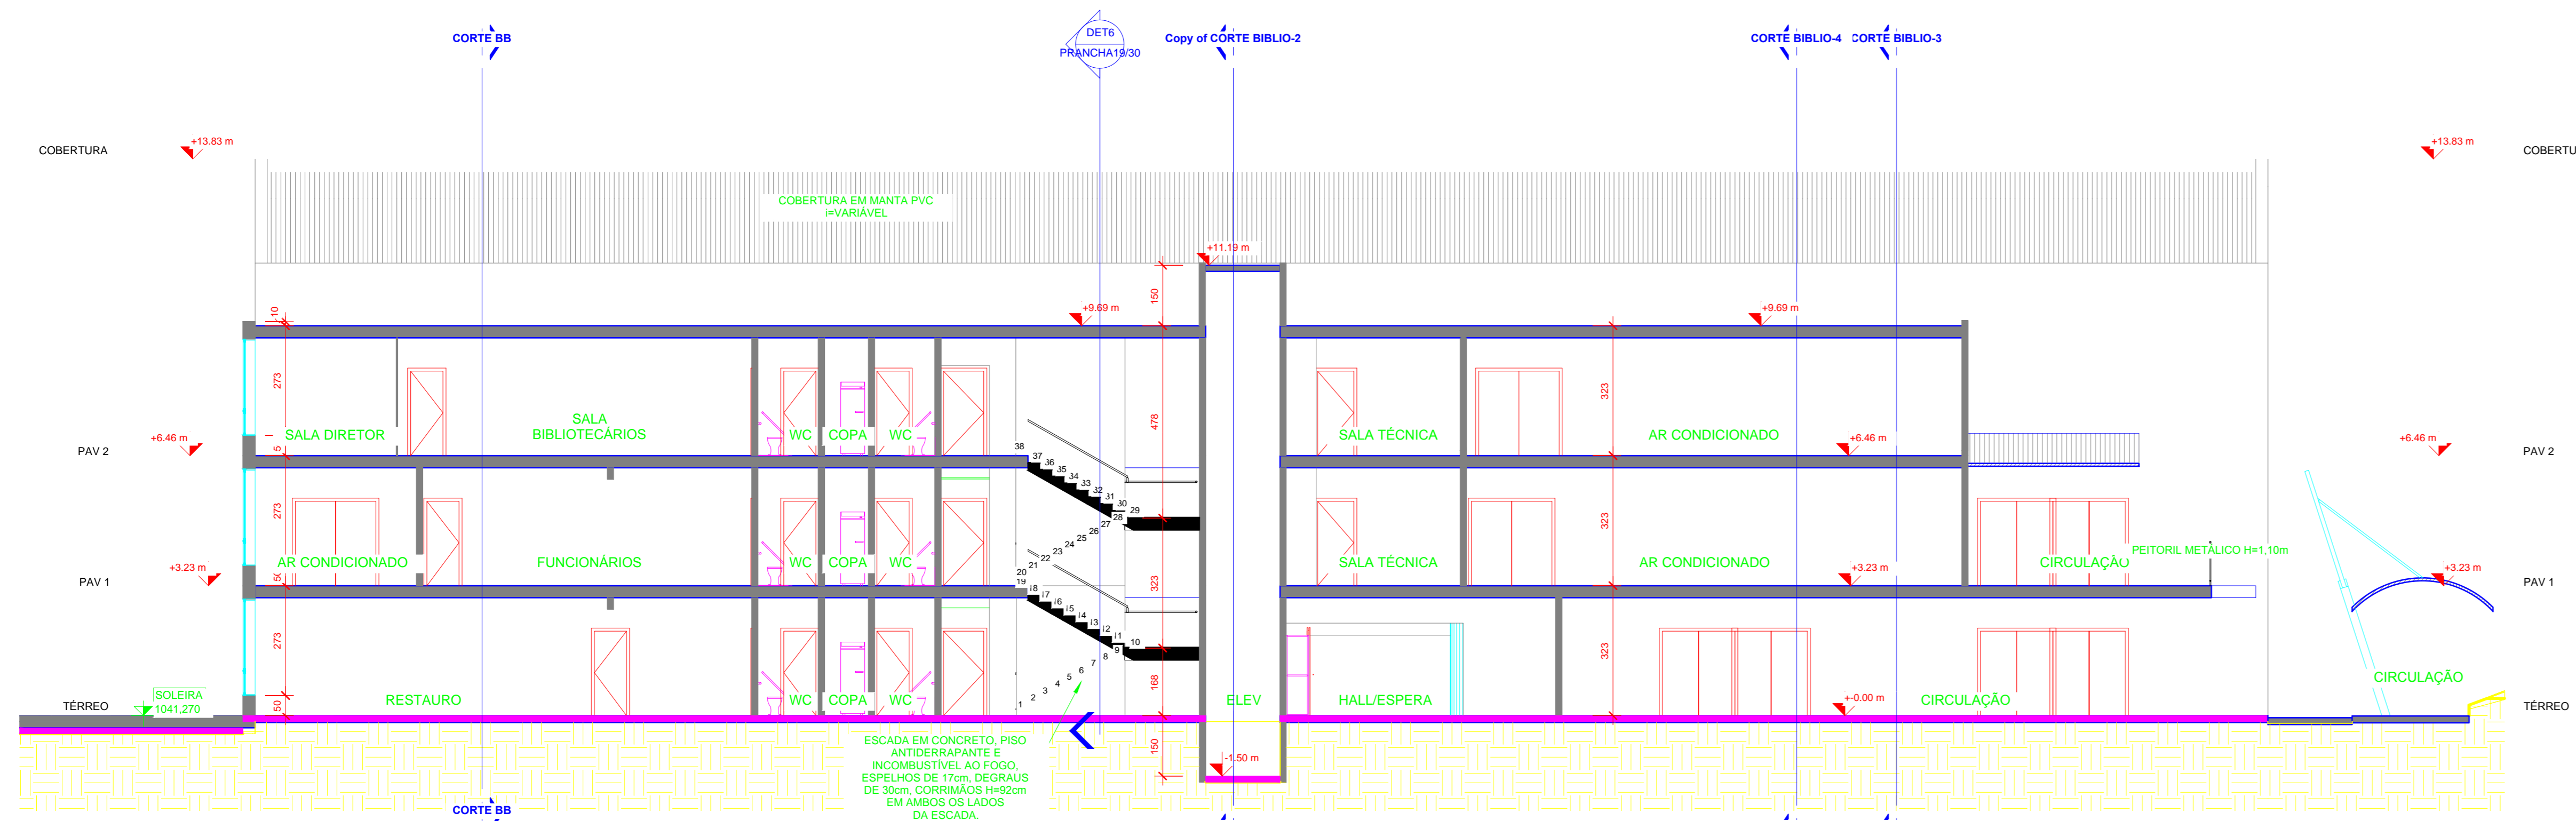 CORTE BB
DET6
PRANCHA19/30
Copy of CORTE BIBLIO-2
CORTE BIBLIO-4
CORTE BIBLIO-3
COBERTURA
+13.83 m
+13.83 m
COBERTU
COBERTURA EM MANTA PVC
i=VARIÁVEL
+11.19 m
150
10
+9.69 m
+9.69 m
273
478
323
SALA DIRETOR
SALA
BIBLIOTECÁRIOS
WC
COPA
WC
SALA TÉCNICA
AR CONDICIONADO
PAV 2
+6.46 m
5
+6.46 m
+6.46 m
PAV 2
38
37
36
35
34
33
32
31
30
29
28
27
26
25
24
23
22
21
20
19
18
17
16
15
14
13
12
11
10
9
8
7
6
5
4
3
2
1
273
323
323
AR CONDICIONADO
FUNCIONÁRIOS
WC
COPA
WC
SALA TÉCNICA
AR CONDICIONADO
CIRCULAÇÃO
PEITORIL METÁLICO H=1,10m
PAV 1
+3.23 m
+3.23 m
+3.23 m
PAV 1
273
168
323
CIRCULAÇÃO
TÉRREO
SOLEIRA
1041,270
50
RESTAURO
WC
COPA
WC
ELEV
HALL/ESPERA
+-0.00 m
CIRCULAÇÃO
TÉRREO
150
-1.50 m
ESCADA EM CONCRETO, PISO
ANTIDERRAPANTE E
INCOMBUSTÍVEL AO FOGO,
ESPELHOS DE 17cm, DEGRAUS
DE 30cm, CORRIMÃOS H=92cm
EM AMBOS OS LADOS
DA ESCADA.
CORTE BB